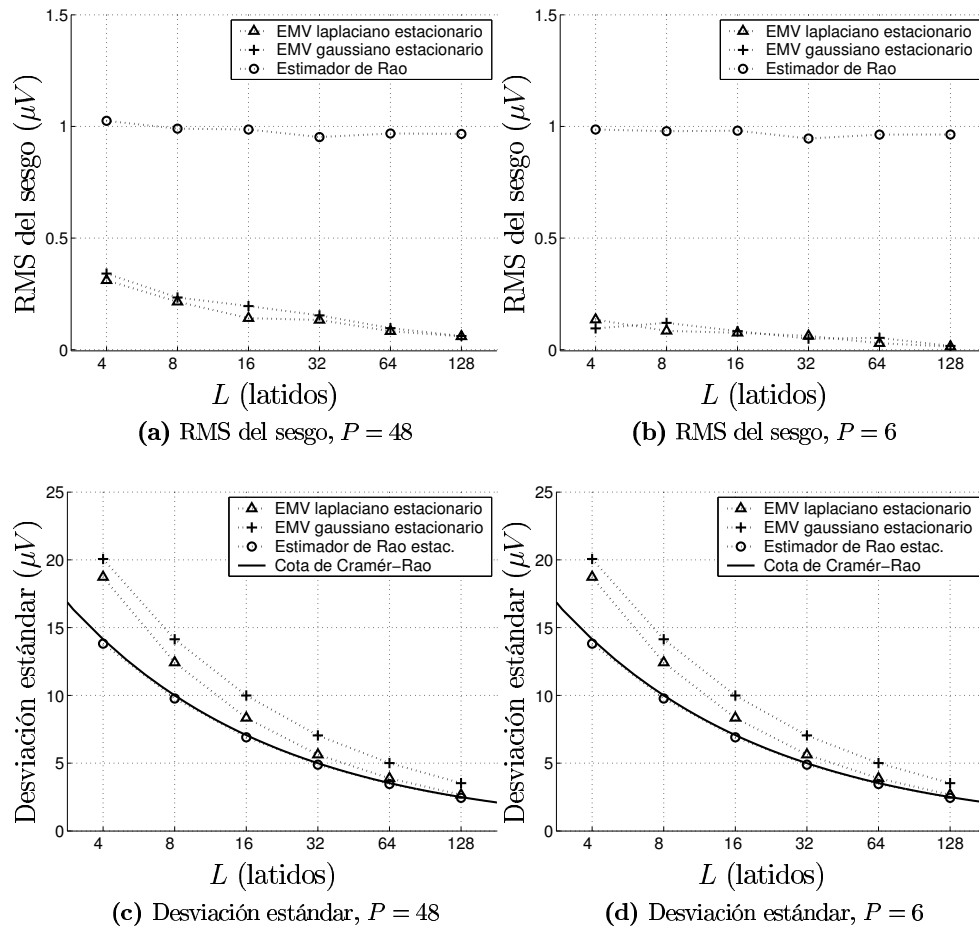 1.5
1
0.5
0
RMS del sesgo (μV)
EMV laplaciano estacionario
EMV gaussiano estacionario
Estimador de Rao
4 8 16 32 64 128
L (latidos)
(a) RMS del sesgo, P = 48
1.5
1
0.5
0
RMS del sesgo (μV)
EMV laplaciano estacionario
EMV gaussiano estacionario
Estimador de Rao
4 8 16 32 64 128
L (latidos)
(b) RMS del sesgo, P = 6
25
20
15
10
5
0
Desviación estándar (μV)
EMV laplaciano estacionario
EMV gaussiano estacionario
Estimador de Rao estac.
Cota de Cramér−Rao
4 8 16 32 64 128
L (latidos)
(c) Desviación estándar, P = 48
25
20
15
10
5
0
Desviación estándar (μV)
EMV laplaciano estacionario
EMV gaussiano estacionario
Estimador de Rao estac.
Cota de Cramér−Rao
4 8 16 32 64 128
L (latidos)
(d) Desviación estándar, P = 6